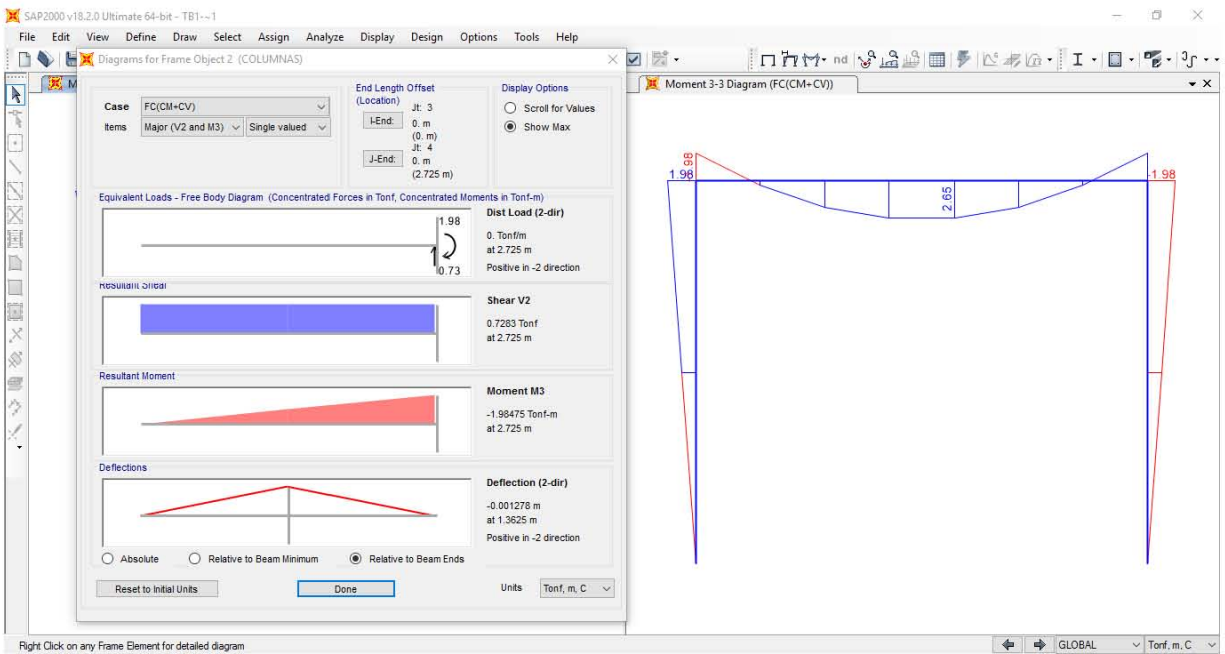 SAP2000 v18.2.0 Ultimate 64-bit - TB1-~1
File Edit View Define Draw Select Assign Analyze Display Design Options Tools Help
nd
Diagrams for Frame Object 2 (COLUMNAS)
Case FC(CM+CV)
Items Major (V2 and M3) Single valued
End Length Offset
(Location)
Jt: 3
I-End: 0. m
(0. m)
Jt: 4
J-End: 0. m
(2.725 m)
Display Options
Scroll for Values
Show Max
Equivalent Loads - Free Body Diagram (Concentrated Forces in Tonf, Concentrated Moments in Tonf-m)
1.98
0.73
Dist Load (2-dir)
0. Tonf/m
at 2.725 m
Positive in -2 direction
Resultant Shear
Shear V2
0.7283 Tonf
at 2.725 m
Resultant Moment
Moment M3
-1.98475 Tonf-m
at 2.725 m
Deflections
Deflection (2-dir)
-0.001278 m
at 1.3625 m
Positive in -2 direction
Absolute Relative to Beam Minimum Relative to Beam Ends
Reset to Initial Units Done Units Tonf, m, C
M
Moment 3-3 Diagram (FC(CM+CV))
1.98
2.65
-1.98
Right Click on any Frame Element for detailed diagram
GLOBAL Tonf, m, C